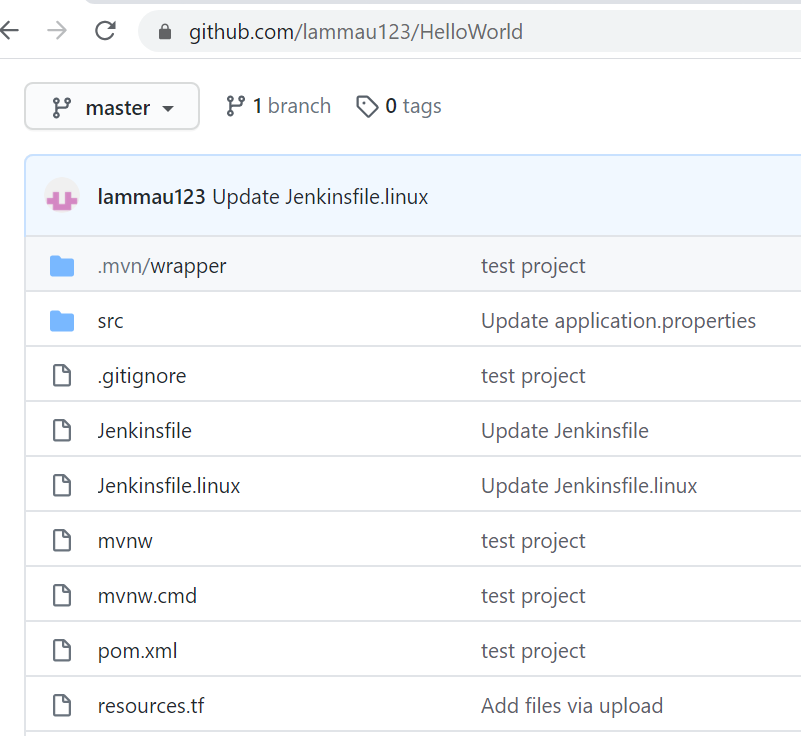 github.com/lammau123/HelloWorld
master 1 branch 0 tags
lammau123 Update Jenkinsfile.linux
.mvn/wrapper test project
src Update application.properties
.gitignore test project
Jenkinsfile Update Jenkinsfile
Jenkinsfile.linux Update Jenkinsfile.linux
mvnw test project
mvnw.cmd test project
pom.xml test project
resources.tf Add files via upload